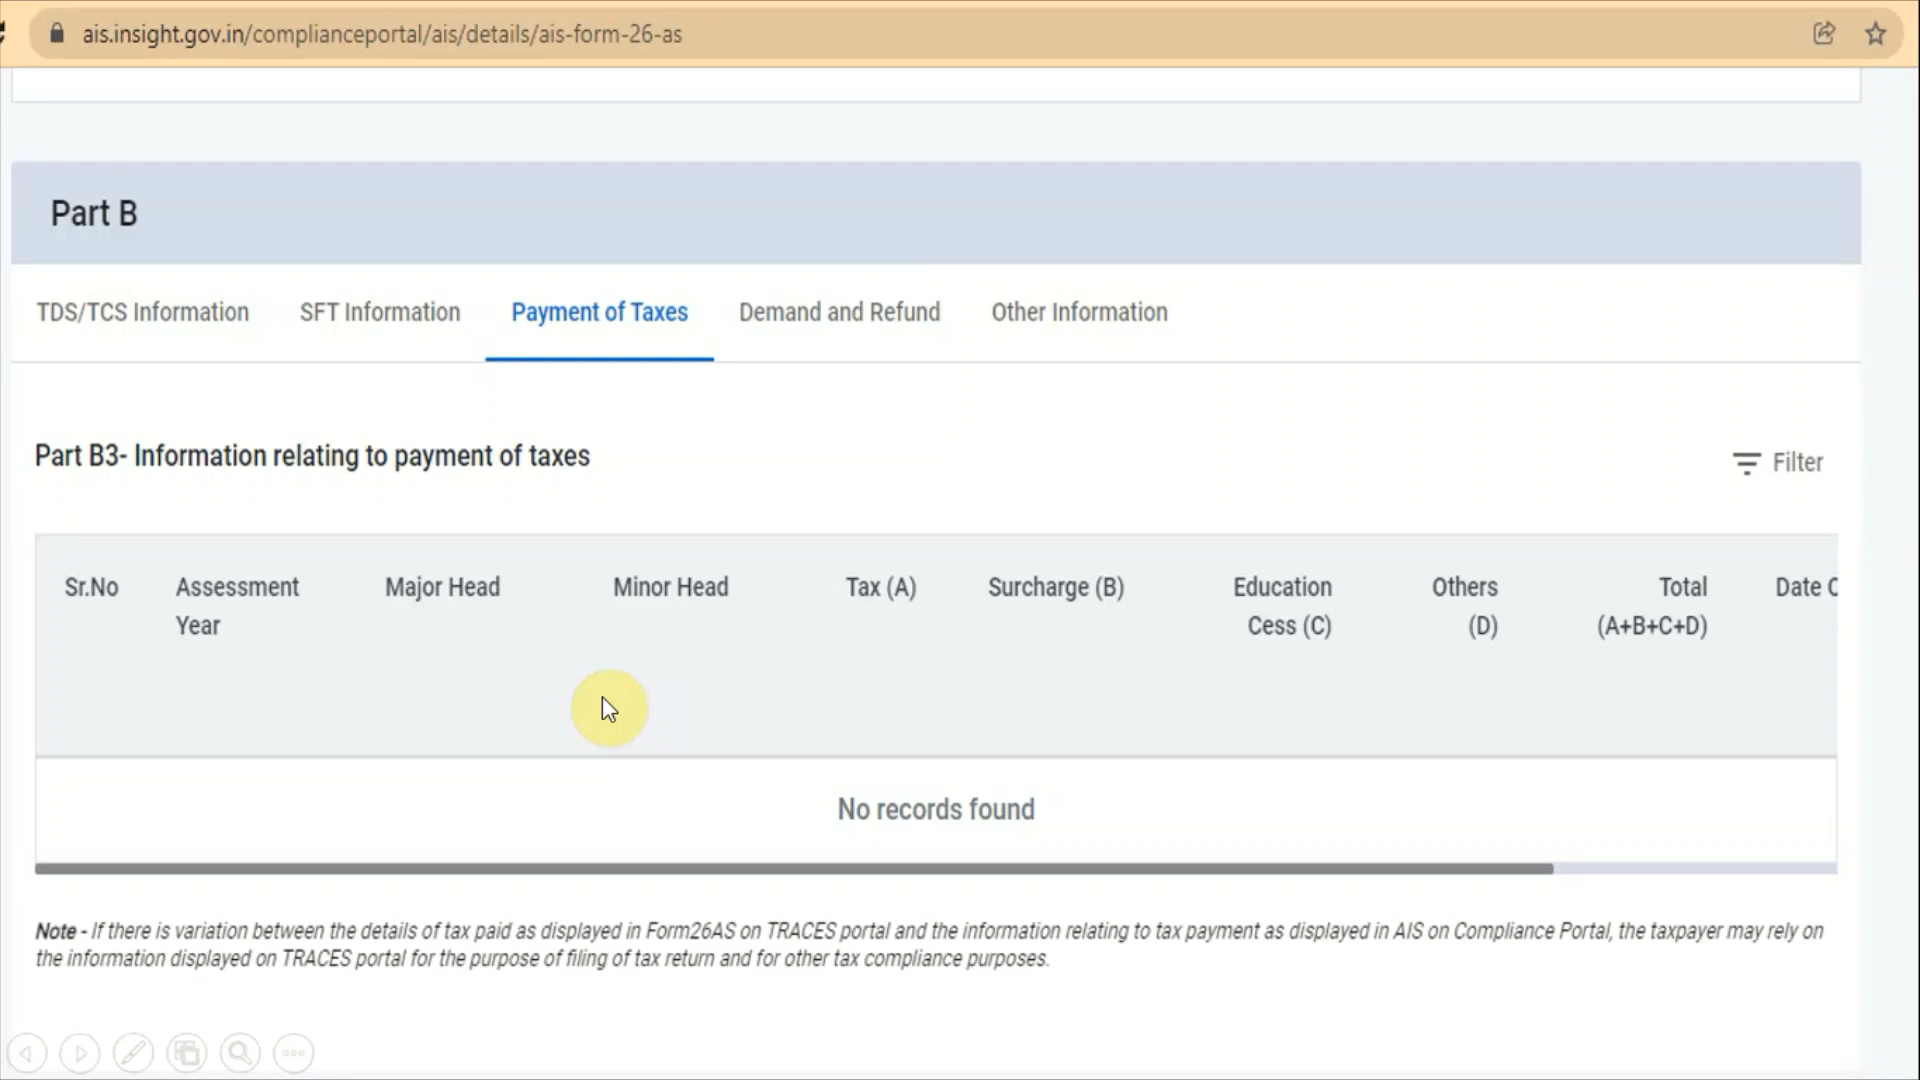 ais.insight.gov.in/complianceportal/ais/details/ais-form-26-as
Part B
TDS/TCS Information SFT Information Payment of Taxes Demand and Refund Other Information
Part B3- Information relating to payment of taxes
Filter
Sr.No Assessment Year Major Head Minor Head Tax (A) Surcharge (B) Education Cess (C) Others (D) Total (A+B+C+D) Date
No records found
Note - If there is variation between the details of tax paid as displayed in Form26AS on TRACES portal and the information relating to tax payment as displayed in AIS on Compliance Portal, the taxpayer may rely on
the information displayed on TRACES portal for the purpose of filing of tax return and for other tax compliance purposes.